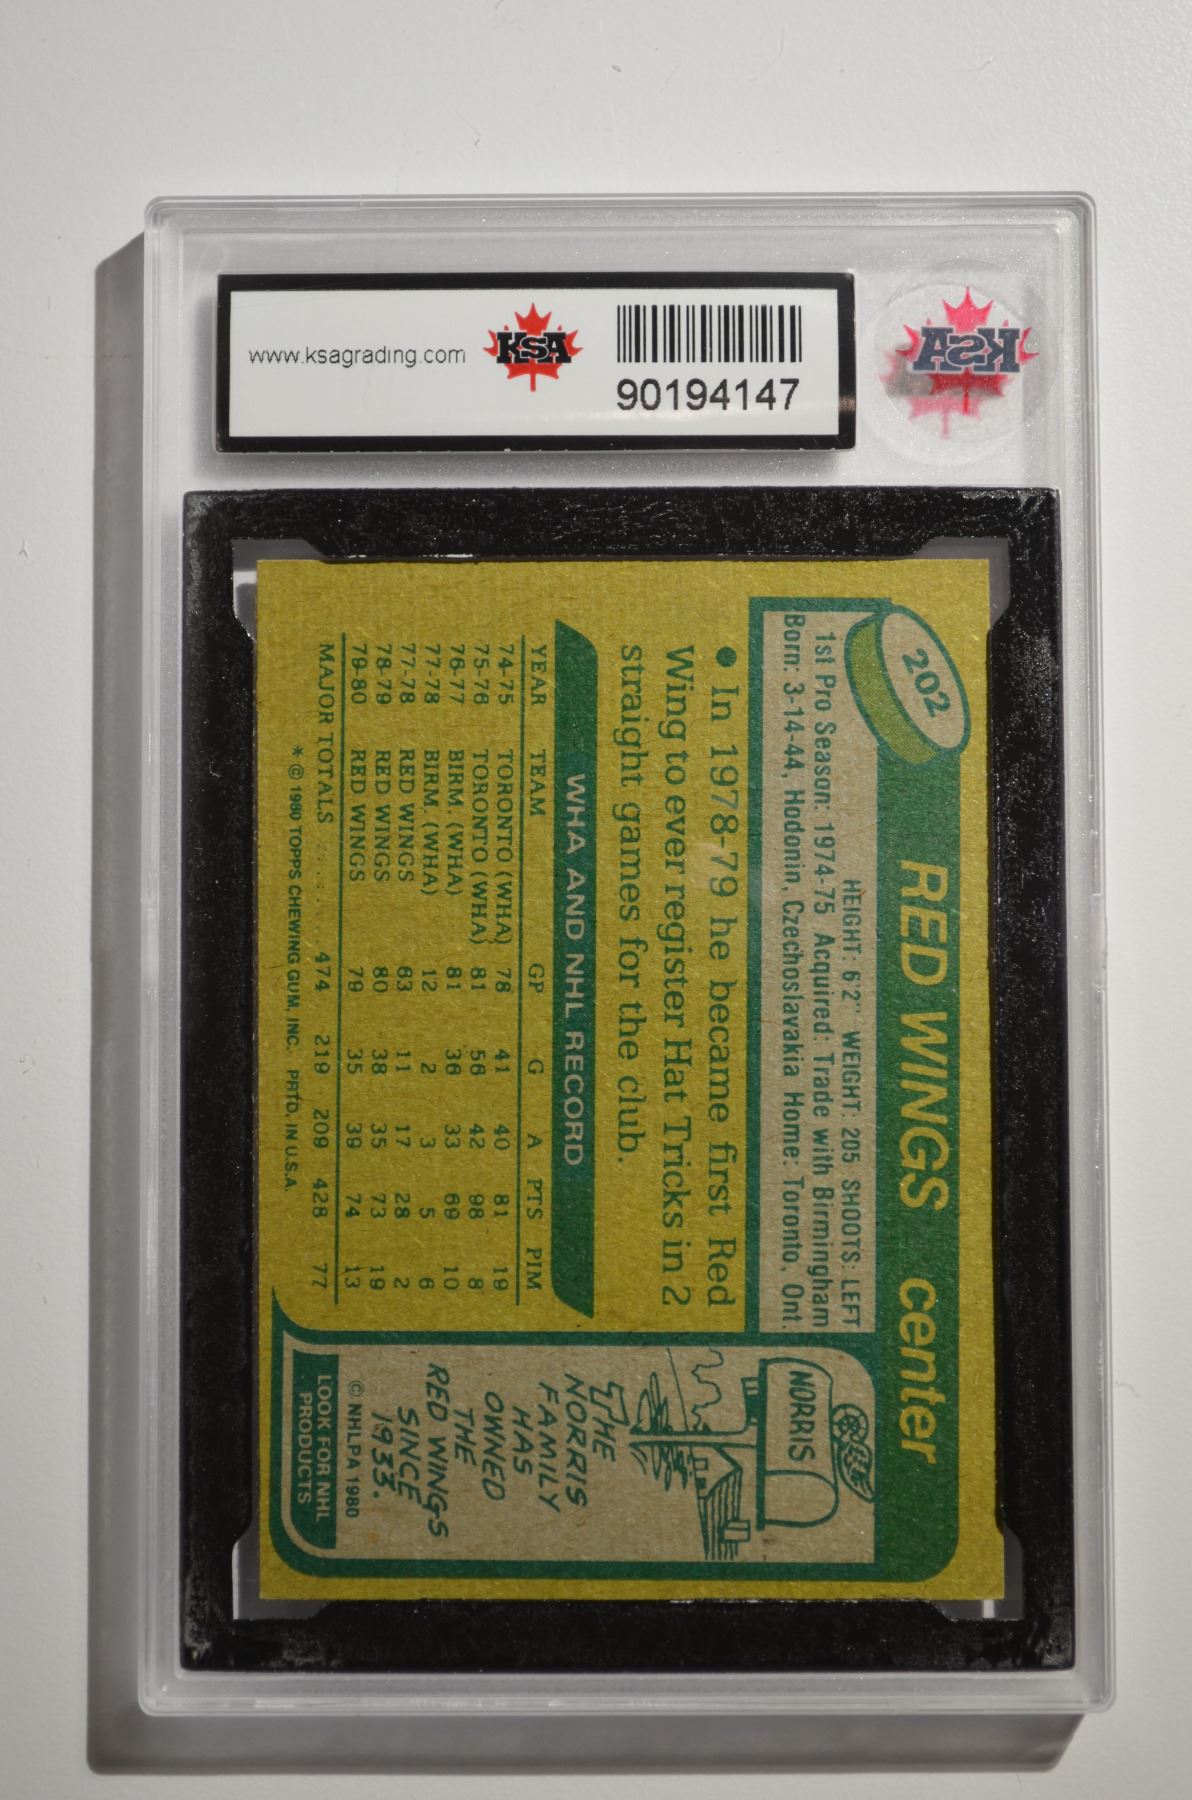 www.ksagrading.com
KSA
90194147
KSA
202
RED WINGS center
HEIGHT: 6'2" WEIGHT: 205 SHOOTS: LEFT
1st Pro Season: 1974-75 Acquired: Trade with Birmingham
Born: 3-14-44, Hodonin, Czechoslavakia Home: Toronto, Ont.
● In 1978-79 he became first Red
Wing to ever register Hat Tricks in 2
straight games for the club.
WHA AND NHL RECORD
YEAR TEAM GP G A PTS PIM
74-75 TORONTO (WHA) 78 41 40 81 19
75-76 TORONTO (WHA) 81 56 42 98 8
76-77 BIRM. (WHA) 81 36 33 69 10
77-78 BIRM. (WHA) 12 2 3 5 6
77-78 RED WINGS 63 11 17 28 2
78-79 RED WINGS 80 38 35 73 19
79-80 RED WINGS 79 35 39 74 13
MAJOR TOTALS ........ 474 219 209 428 77
* © 1980 TOPPS CHEWING GUM, INC. PRTD. IN U.S.A.
NORRIS
THE
NORRIS
FAMILY
HAS
OWNED
THE
RED WINGS
SINCE
1933.
© NHLPA 1980
LOOK FOR NHL
PRODUCTS